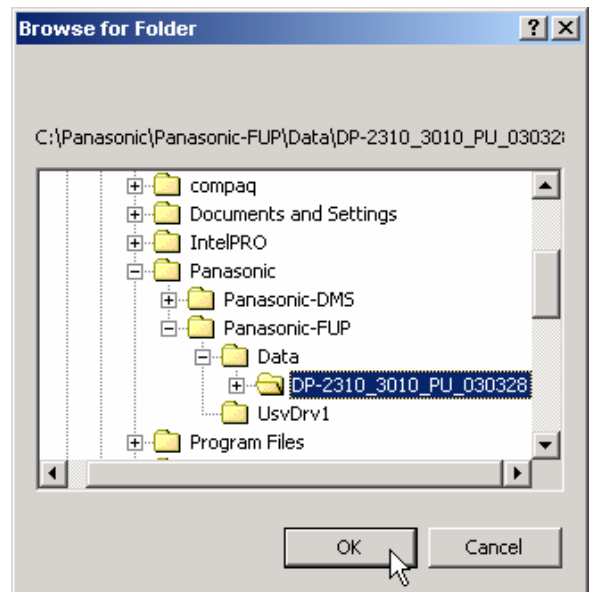 Browse for Folder
C:\Panasonic\Panasonic-FUP\Data\DP-2310_3010_PU_030328
compaq
Documents and Settings
IntelPRO
Panasonic
Panasonic-DMS
Panasonic-FUP
Data
DP-2310_3010_PU_030328
UsvDrv1
Program Files
OK
Cancel